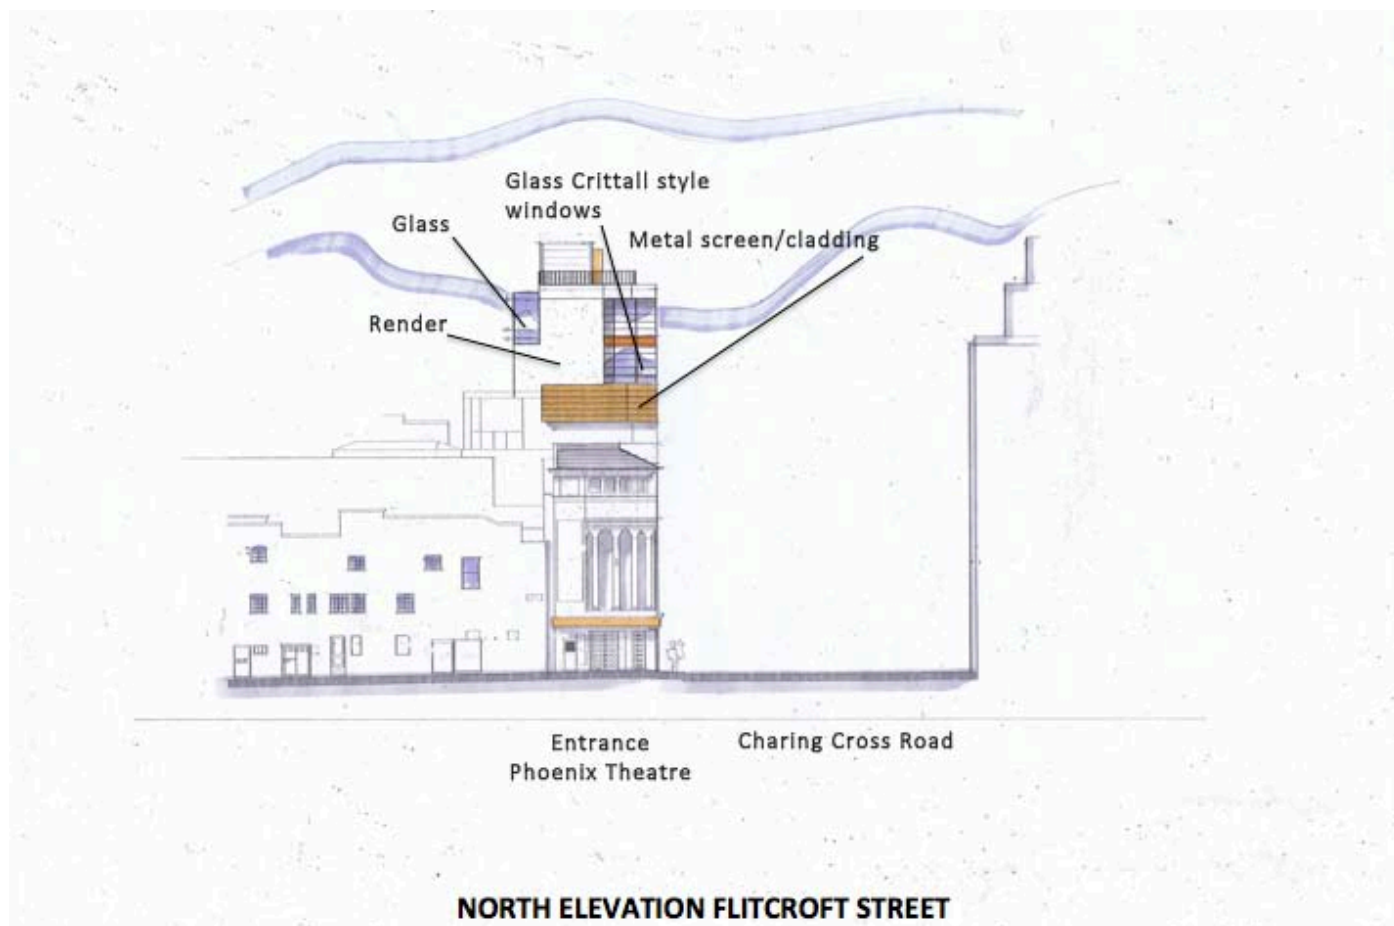 Glass Crittall style
windows
Glass
Metal screen/cladding
Render
Entrance
Phoenix Theatre
Charing Cross Road
NORTH ELEVATION FLITCROFT STREET